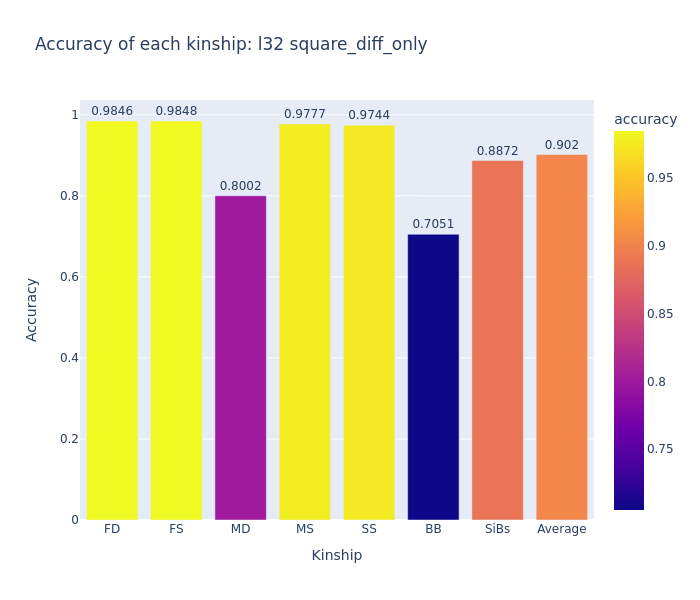 Accuracy of each kinship: l32 square_diff_only
accuracy
0.9846
0.9848
0.8002
0.9777
0.9744
0.7051
0.8872
0.902
1
0.8
0.6
0.4
0.2
0
Accuracy
FD
FS
MD
MS
SS
BB
SiBs
Average
Kinship
0.95
0.9
0.85
0.8
0.75